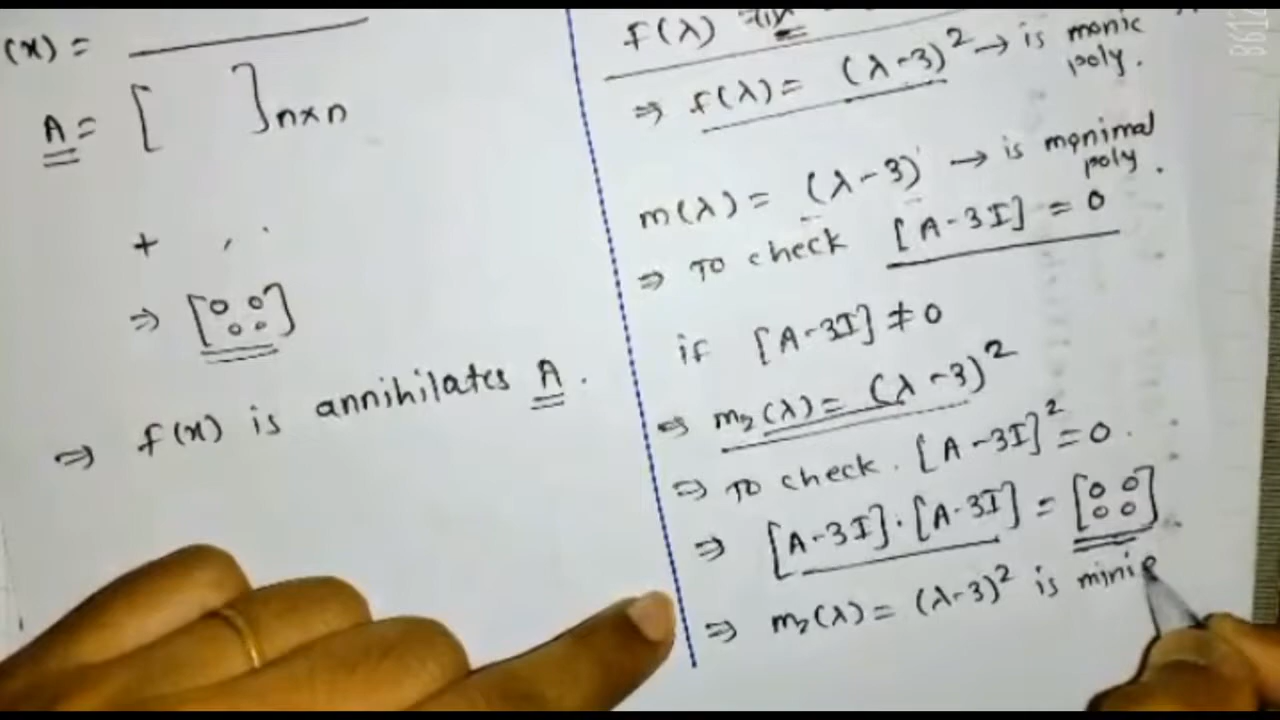 (x) =
A = [ ]n×n
+
⇒ [0 0
0 0]
⇒ f(x) is annihilates A .
f(λ)
⇒ f(λ) = (λ-3)² → is monic
poly.
m(λ) = (λ-3) → is monimal
poly .
⇒ To check [A-3I] = 0
if [A-3I] ≠ 0
⇒ m₂(λ) = (λ-3)²
⇒ To check . [A-3I]² = 0 .
⇒ [A-3I] . [A-3I] = [0 0
0 0]
⇒ m₂(λ) = (λ-3)² is mini
B612